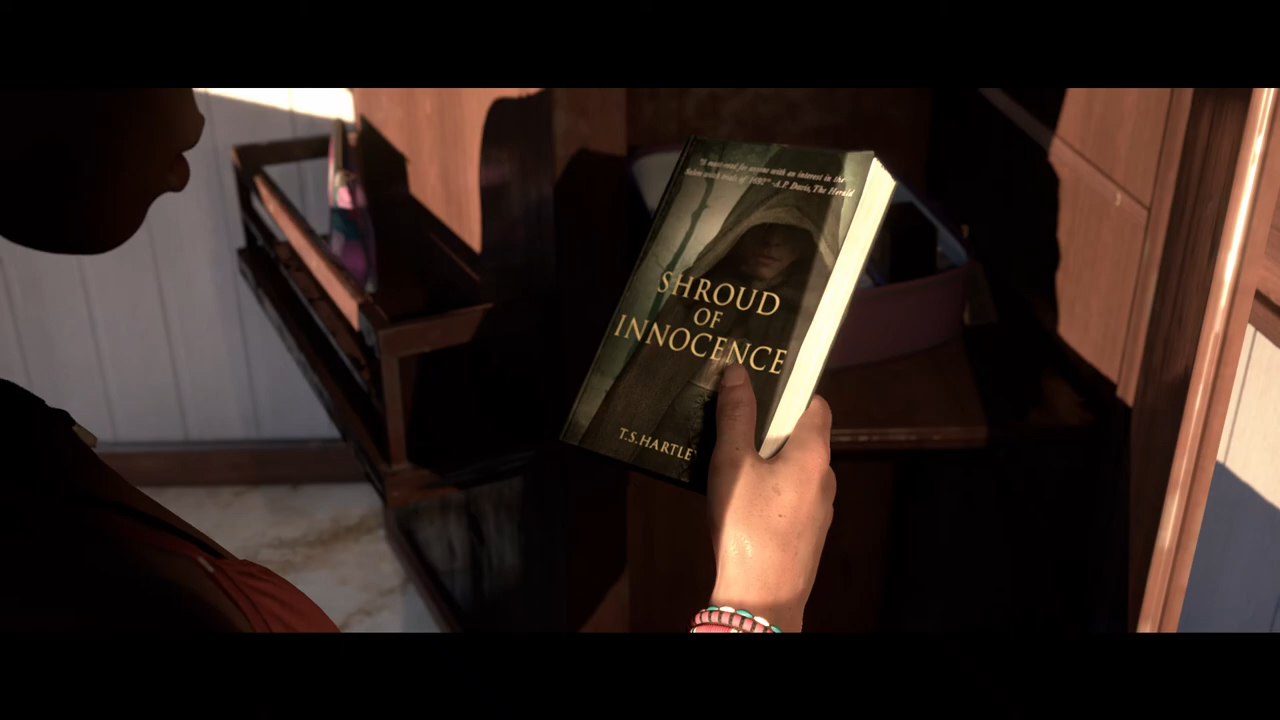 "A must-read for anyone with an interest in the
Salem witch trials of 1692" -A.P. Davis, The Herald
SHROUD
OF
INNOCENCE
T.S.HARTLEY